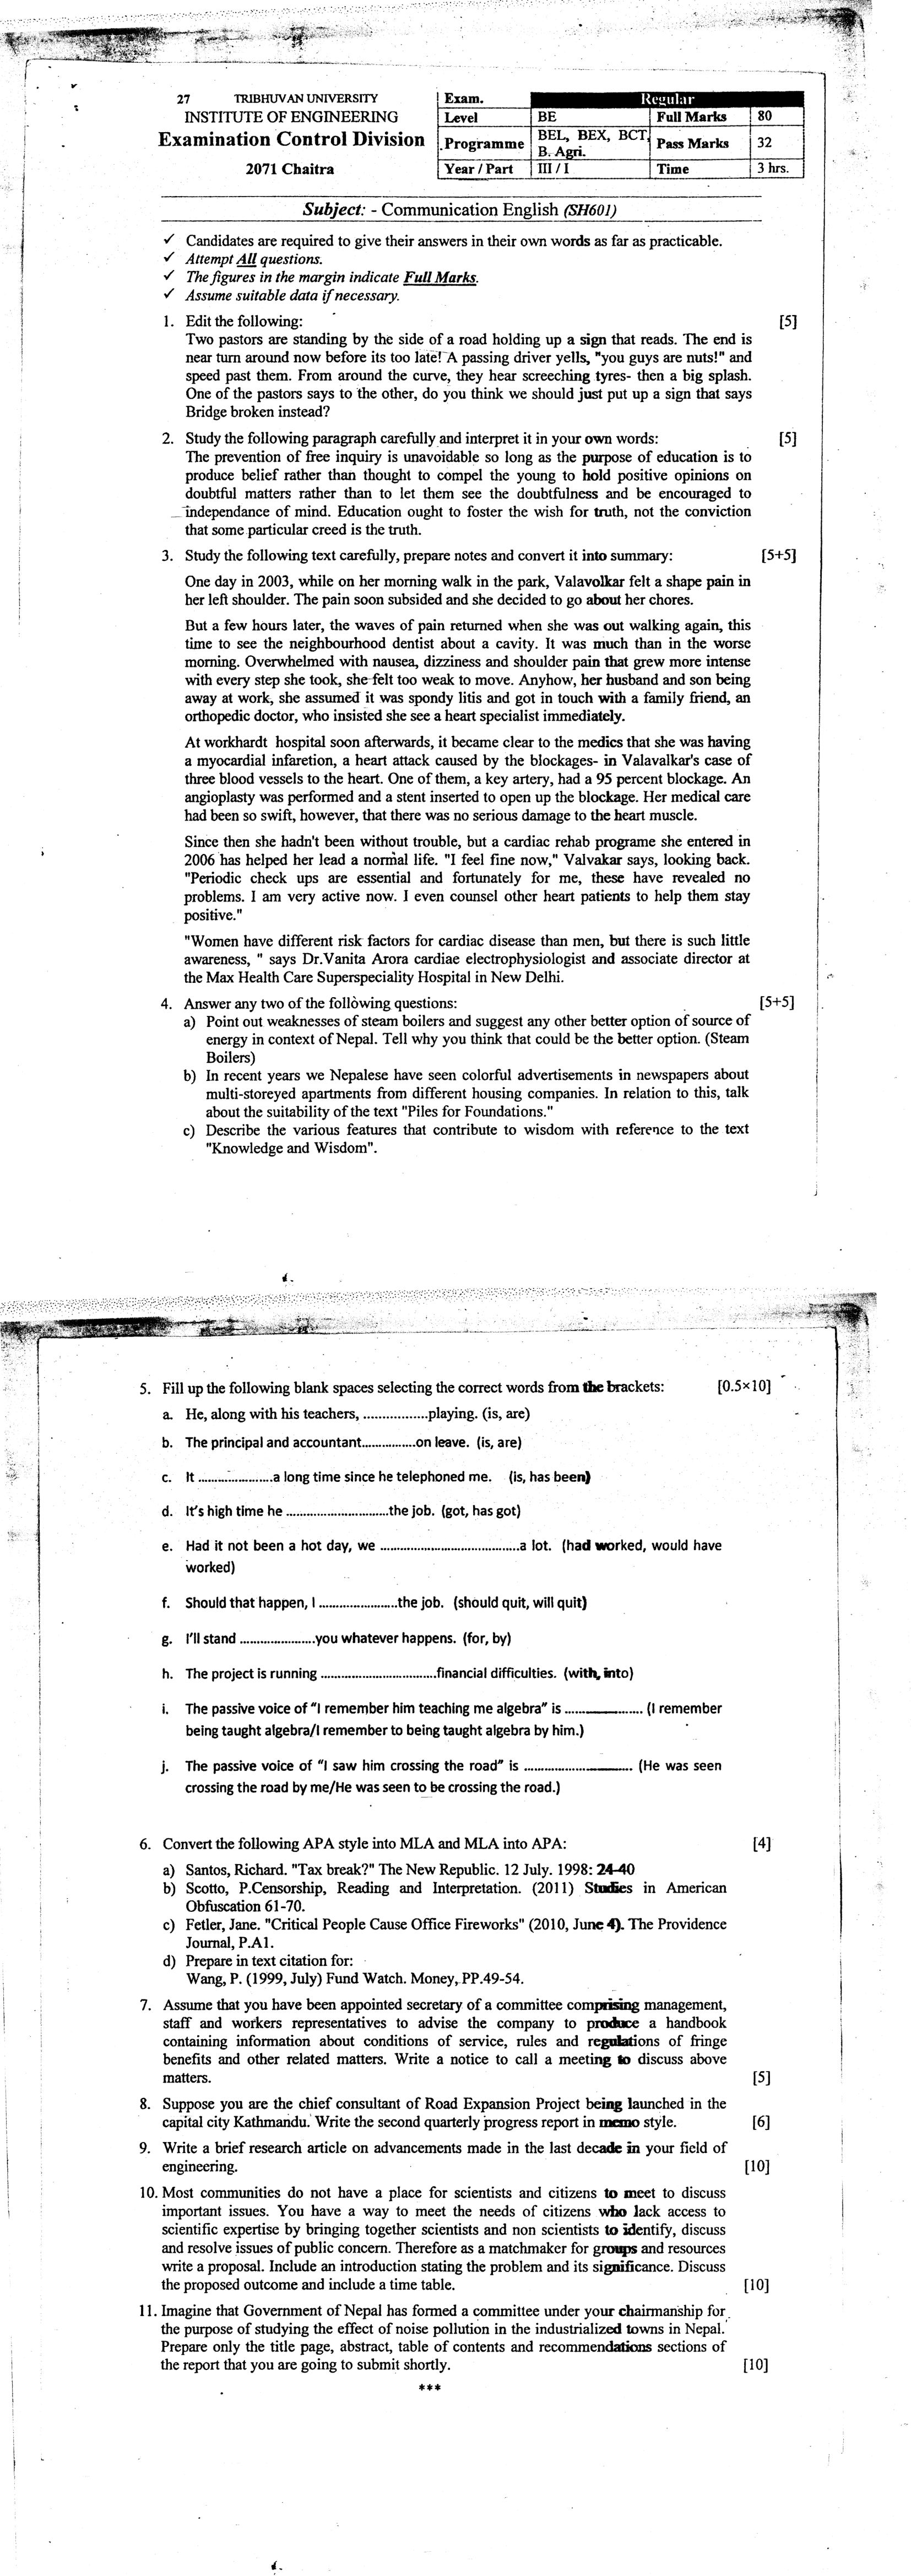 27 TRIBHUVAN UNIVERSITY
INSTITUTE OF ENGINEERING
Examination Control Division
2071 Chaitra
Exam. Regular
Level BE Full Marks 80
Programme BEL, BEX, BCT, B. Agri. Pass Marks 32
Year / Part III / I Time 3 hrs.
Subject: - Communication English (SH601)
✓ Candidates are required to give their answers in their own words as far as practicable.
✓ Attempt All questions.
✓ The figures in the margin indicate Full Marks.
✓ Assume suitable data if necessary.
1. Edit the following: [5]
Two pastors are standing by the side of a road holding up a sign that reads. The end is
near turn around now before its too late! A passing driver yells, "you guys are nuts!" and
speed past them. From around the curve, they hear screeching tyres- then a big splash.
One of the pastors says to the other, do you think we should just put up a sign that says
Bridge broken instead?
2. Study the following paragraph carefully and interpret it in your own words: [5]
The prevention of free inquiry is unavoidable so long as the purpose of education is to
produce belief rather than thought to compel the young to hold positive opinions on
doubtful matters rather than to let them see the doubtfulness and be encouraged to
independance of mind. Education ought to foster the wish for truth, not the conviction
that some particular creed is the truth.
3. Study the following text carefully, prepare notes and convert it into summary: [5+5]
One day in 2003, while on her morning walk in the park, Valavolkar felt a shape pain in
her left shoulder. The pain soon subsided and she decided to go about her chores.
But a few hours later, the waves of pain returned when she was out walking again, this
time to see the neighbourhood dentist about a cavity. It was much than in the worse
morning. Overwhelmed with nausea, dizziness and shoulder pain that grew more intense
with every step she took, she felt too weak to move. Anyhow, her husband and son being
away at work, she assumed it was spondy litis and got in touch with a family friend, an
orthopedic doctor, who insisted she see a heart specialist immediately.
At workhardt hospital soon afterwards, it became clear to the medics that she was having
a myocardial infaretion, a heart attack caused by the blockages- in Valavalkar's case of
three blood vessels to the heart. One of them, a key artery, had a 95 percent blockage. An
angioplasty was performed and a stent inserted to open up the blockage. Her medical care
had been so swift, however, that there was no serious damage to the heart muscle.
Since then she hadn't been without trouble, but a cardiac rehab programe she entered in
2006 has helped her lead a normal life. "I feel fine now," Valvakar says, looking back.
"Periodic check ups are essential and fortunately for me, these have revealed no
problems. I am very active now. I even counsel other heart patients to help them stay
positive."
"Women have different risk factors for cardiac disease than men, but there is such little
awareness, " says Dr.Vanita Arora cardiae electrophysiologist and associate director at
the Max Health Care Superspeciality Hospital in New Delhi.
4. Answer any two of the following questions: [5+5]
a) Point out weaknesses of steam boilers and suggest any other better option of source of
energy in context of Nepal. Tell why you think that could be the better option. (Steam
Boilers)
b) In recent years we Nepalese have seen colorful advertisements in newspapers about
multi-storeyed apartments from different housing companies. In relation to this, talk
about the suitability of the text "Piles for Foundations."
c) Describe the various features that contribute to wisdom with reference to the text
"Knowledge and Wisdom".
5. Fill up the following blank spaces selecting the correct words from the brackets: [0.5×10]
a. He, along with his teachers, .................playing. (is, are)
b. The principal and accountant................on leave. (is, are)
c. It ......................a long time since he telephoned me. (is, has been)
d. It's high time he ..............................the job. (got, has got)
e. Had it not been a hot day, we .........................................a lot. (had worked, would have
worked)
f. Should that happen, I .......................the job. (should quit, will quit)
g. I'll stand ......................you whatever happens. (for, by)
h. The project is running ..................................financial difficulties. (with, into)
i. The passive voice of "I remember him teaching me algebra" is ...................... (I remember
being taught algebra/I remember to being taught algebra by him.)
j. The passive voice of "I saw him crossing the road" is ................................ (He was seen
crossing the road by me/He was seen to be crossing the road.)
6. Convert the following APA style into MLA and MLA into APA: [4]
a) Santos, Richard. "Tax break?" The New Republic. 12 July. 1998: 24-40
b) Scotto, P.Censorship, Reading and Interpretation. (2011) Studies in American
Obfuscation 61-70.
c) Fetler, Jane. "Critical People Cause Office Fireworks" (2010, June 4). The Providence
Journal, P.A1.
d) Prepare in text citation for:
Wang, P. (1999, July) Fund Watch. Money, PP.49-54.
7. Assume that you have been appointed secretary of a committee comprising management,
staff and workers representatives to advise the company to produce a handbook
containing information about conditions of service, rules and regulations of fringe
benefits and other related matters. Write a notice to call a meeting to discuss above
matters. [5]
8. Suppose you are the chief consultant of Road Expansion Project being launched in the
capital city Kathmandu. Write the second quarterly progress report in memo style. [6]
9. Write a brief research article on advancements made in the last decade in your field of
engineering. [10]
10. Most communities do not have a place for scientists and citizens to meet to discuss
important issues. You have a way to meet the needs of citizens who lack access to
scientific expertise by bringing together scientists and non scientists to identify, discuss
and resolve issues of public concern. Therefore as a matchmaker for groups and resources
write a proposal. Include an introduction stating the problem and its significance. Discuss
the proposed outcome and include a time table. [10]
11. Imagine that Government of Nepal has formed a committee under your chairmanship for
the purpose of studying the effect of noise pollution in the industrialized towns in Nepal.
Prepare only the title page, abstract, table of contents and recommendations sections of
the report that you are going to submit shortly. [10]
***